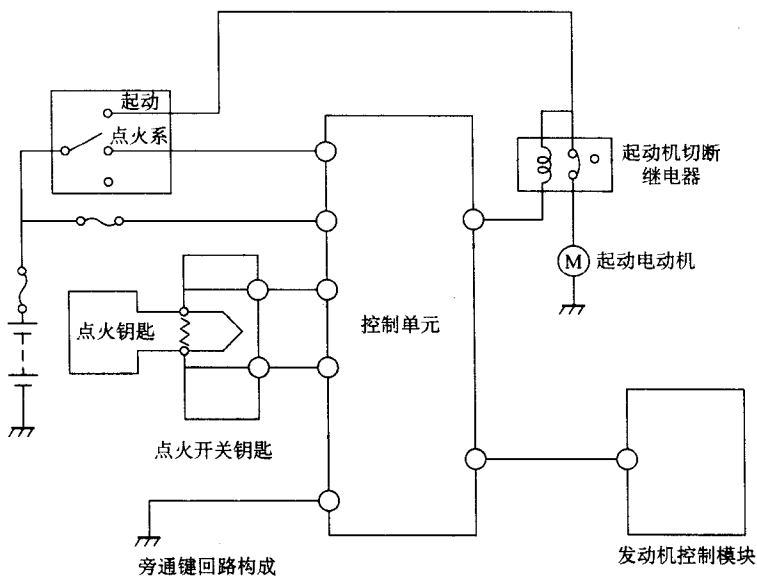 起动
点火系
起动机切断
继电器
M
起动电动机
点火钥匙
控制单元
点火开关钥匙
旁通键回路构成
发动机控制模块